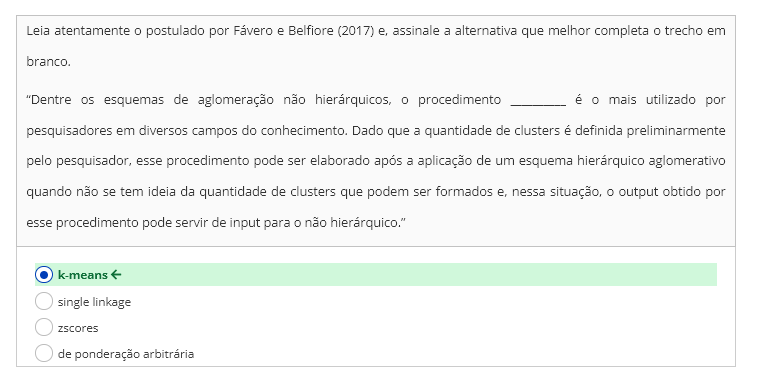 Leia atentamente o postulado por Fávero e Belfiore (2017) e, assinale a alternativa que melhor completa o trecho em
branco.
“Dentre os esquemas de aglomeração não hierárquicos, o procedimento __________ é o mais utilizado por
pesquisadores em diversos campos do conhecimento. Dado que a quantidade de clusters é definida preliminarmente
pelo pesquisador, esse procedimento pode ser elaborado após a aplicação de um esquema hierárquico aglomerativo
quando não se tem ideia da quantidade de clusters que podem ser formados e, nessa situação, o output obtido por
esse procedimento pode servir de input para o não hierárquico.”
k-means ←
single linkage
zscores
de ponderação arbitrária